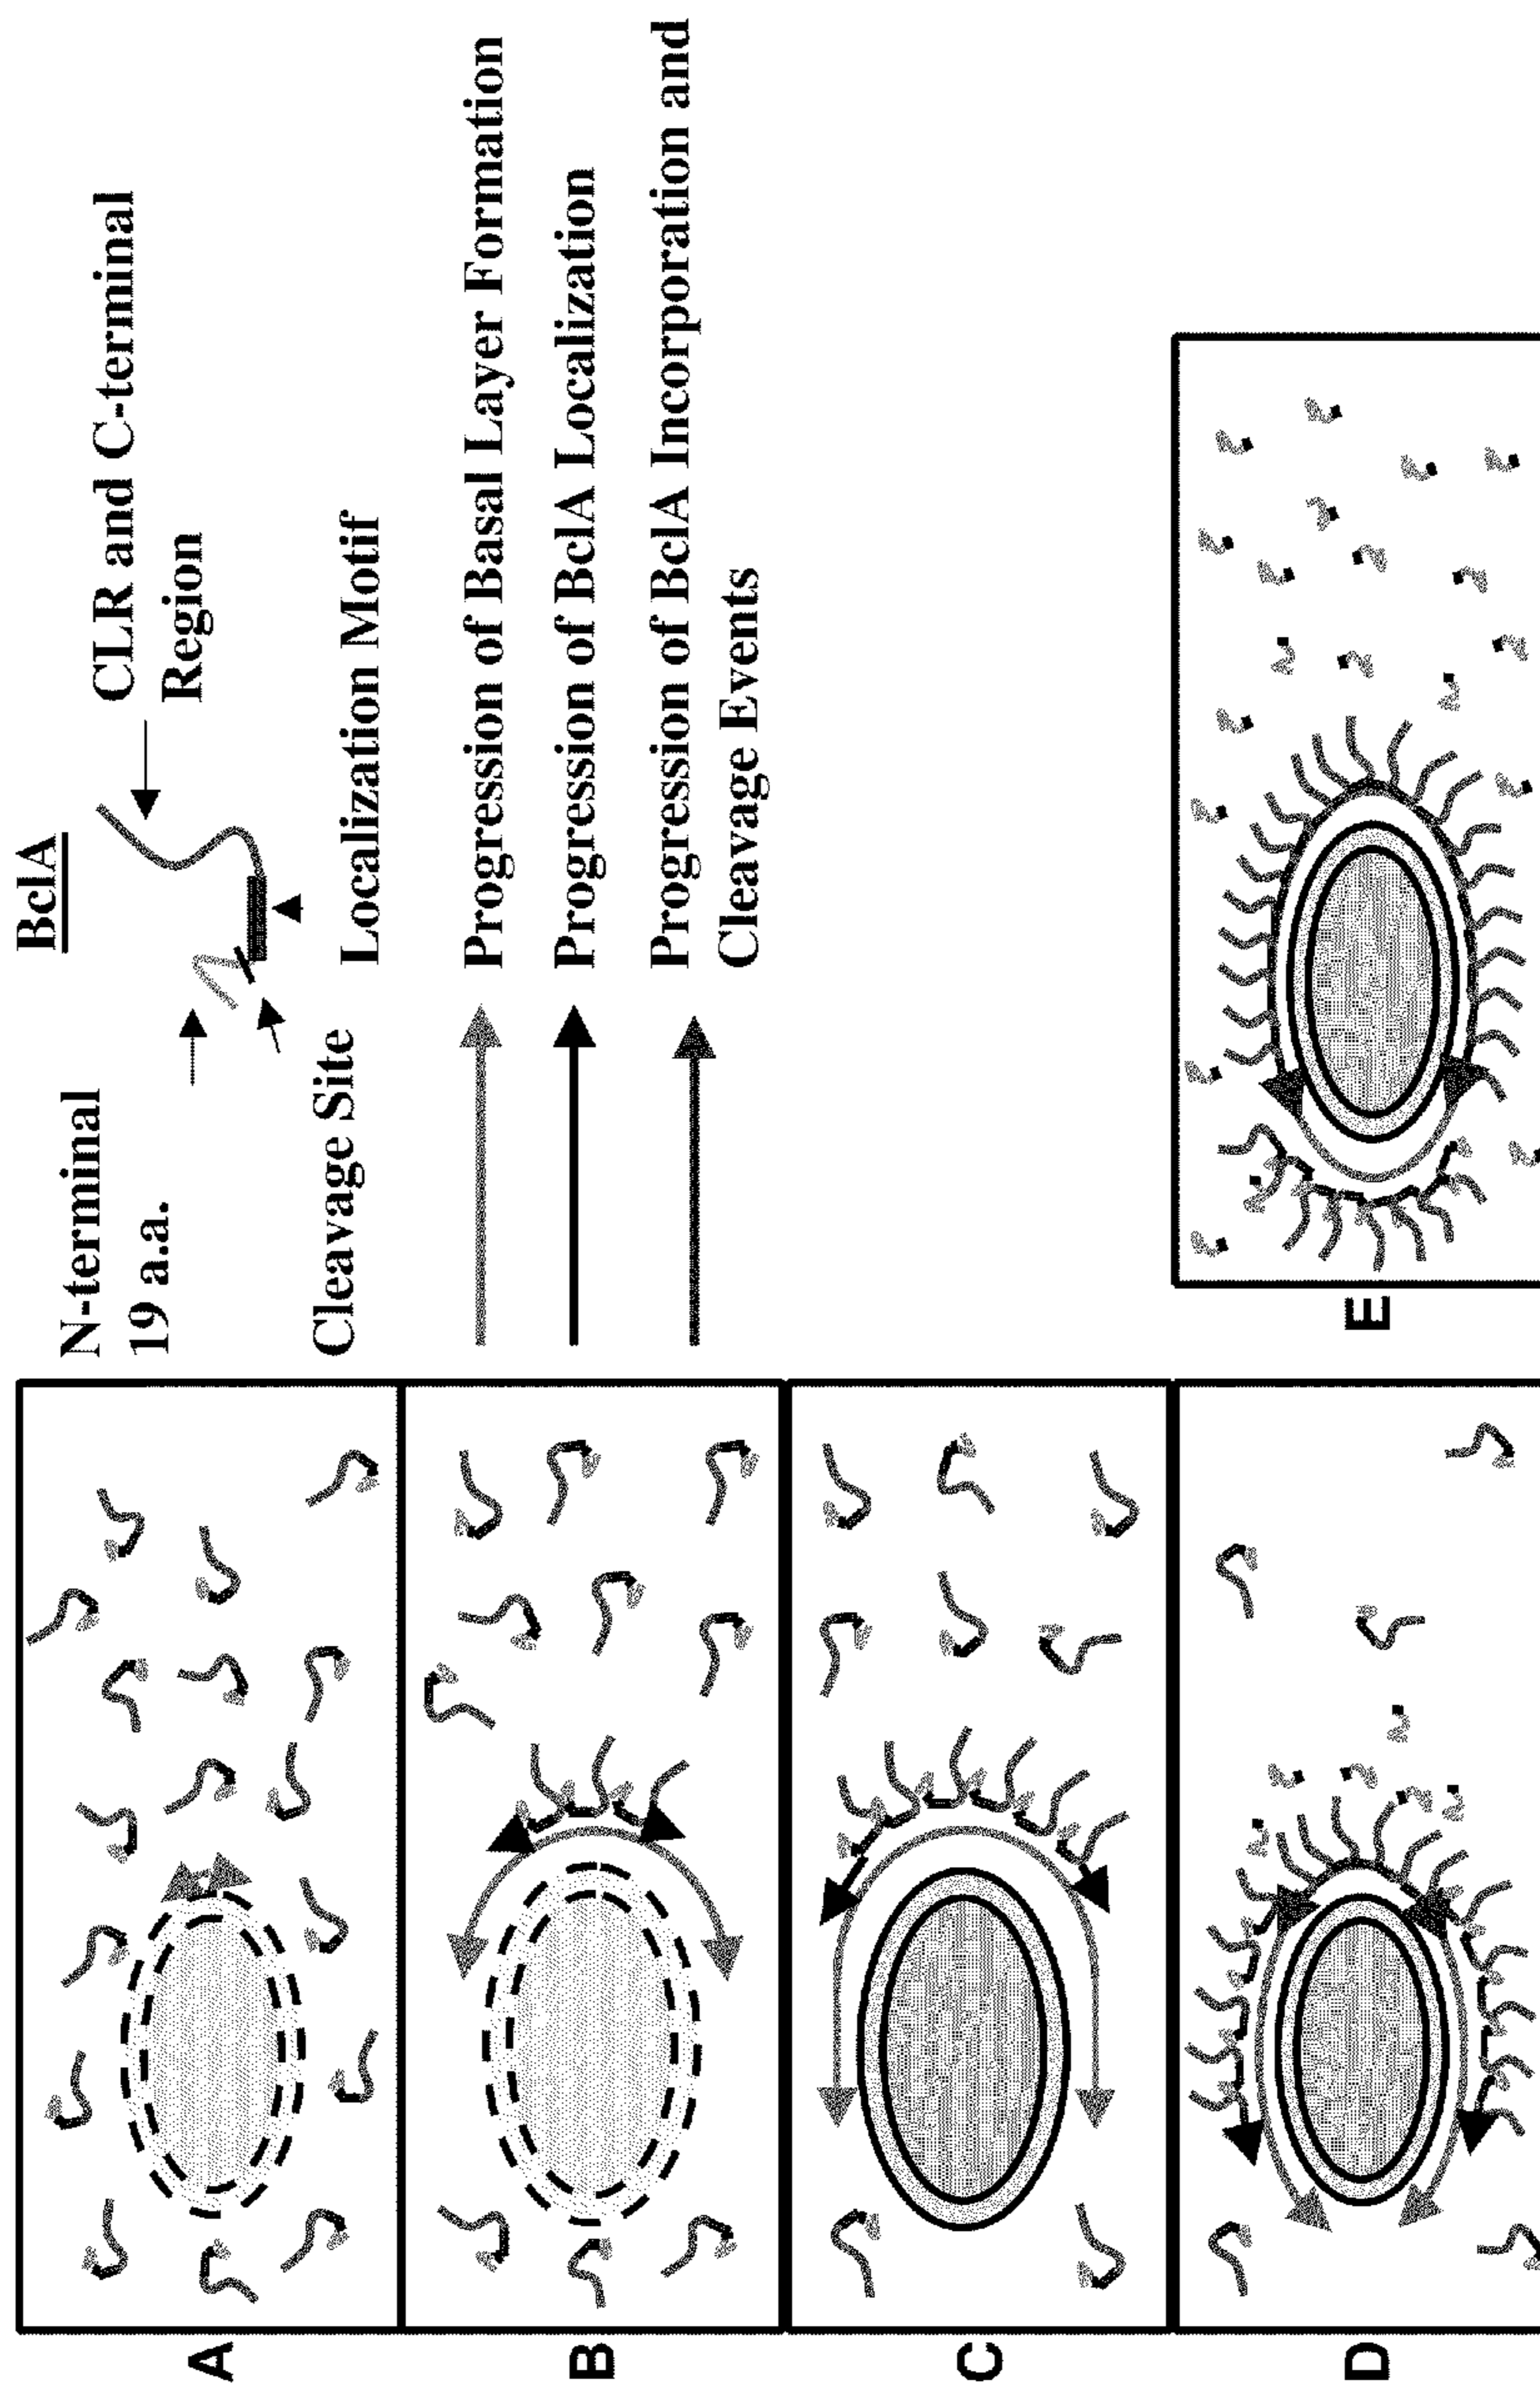 A
B
C
D
E
BclA
N-terminal
19 a.a.
CLR and C-terminal
Region
Cleavage Site
Localization Motif
Progression of Basal Layer Formation
Progression of BclA Localization
Progression of BclA Incorporation and
Cleavage Events